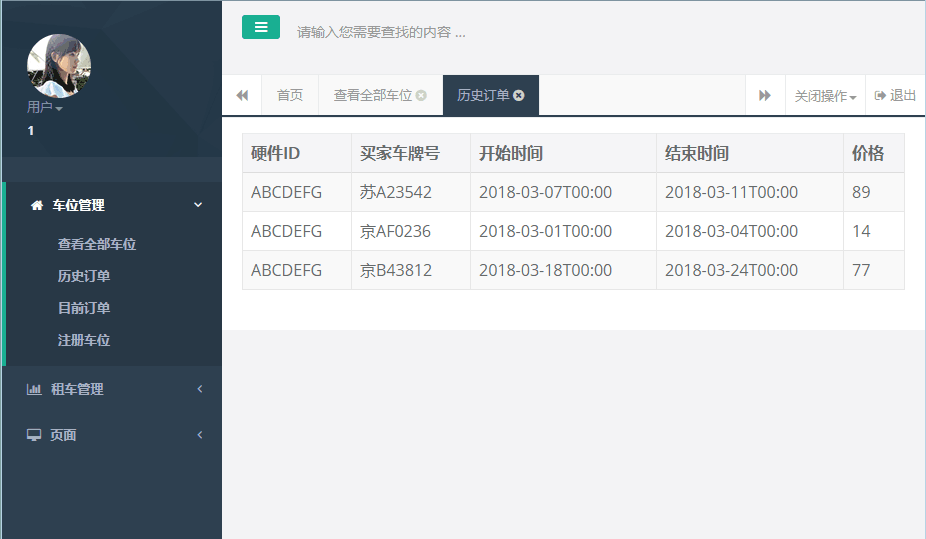 请输入您需要查找的内容 ...
用户
1
首页 查看全部车位 历史订单 关闭操作 退出
车位管理
查看全部车位
历史订单
目前订单
注册车位
租车管理
页面
硬件ID 买家车牌号 开始时间 结束时间 价格
ABCDEFG 苏A23542 2018-03-07T00:00 2018-03-11T00:00 89
ABCDEFG 京AF0236 2018-03-01T00:00 2018-03-04T00:00 14
ABCDEFG 京B43812 2018-03-18T00:00 2018-03-24T00:00 77